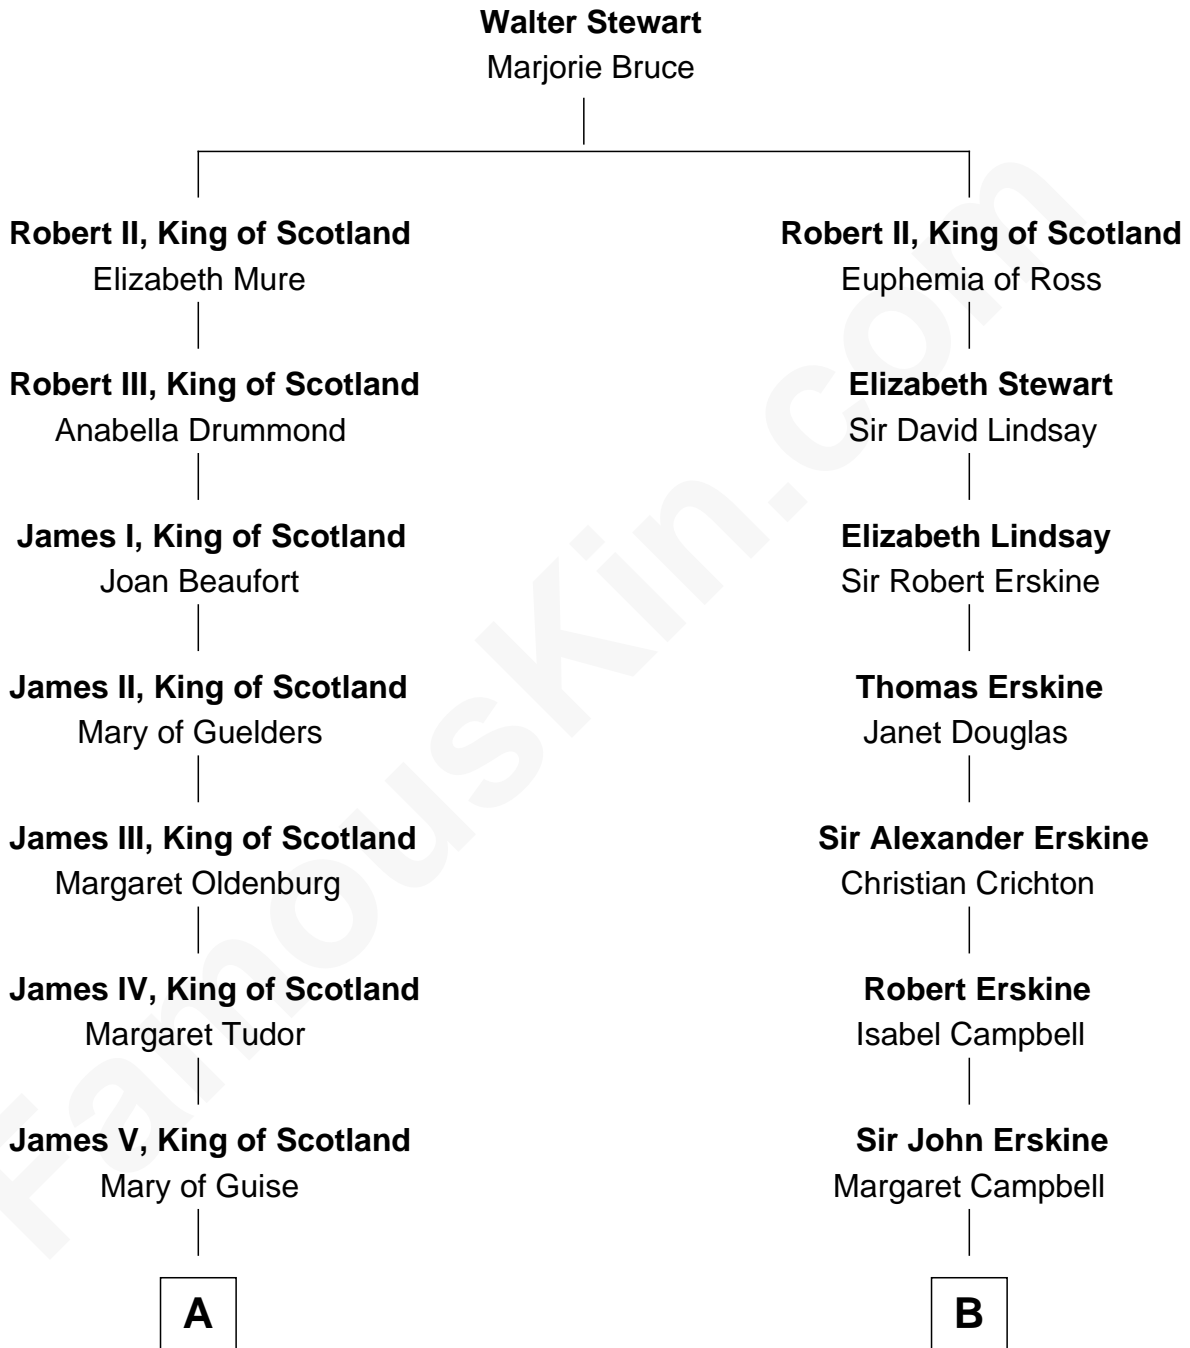 Walter Stewart
Marjorie Bruce
Robert II, King of Scotland
Elizabeth Mure
Robert II, King of Scotland
Euphemia of Ross
Robert III, King of Scotland
Anabella Drummond
Elizabeth Stewart
Sir David Lindsay
James I, King of Scotland
Joan Beaufort
Elizabeth Lindsay
Sir Robert Erskine
James II, King of Scotland
Mary of Guelders
Thomas Erskine
Janet Douglas
James III, King of Scotland
Margaret Oldenburg
Sir Alexander Erskine
Christian Crichton
James IV, King of Scotland
Margaret Tudor
Robert Erskine
Isabel Campbell
James V, King of Scotland
Mary of Guise
Sir John Erskine
Margaret Campbell
A
B
FamousKin.com